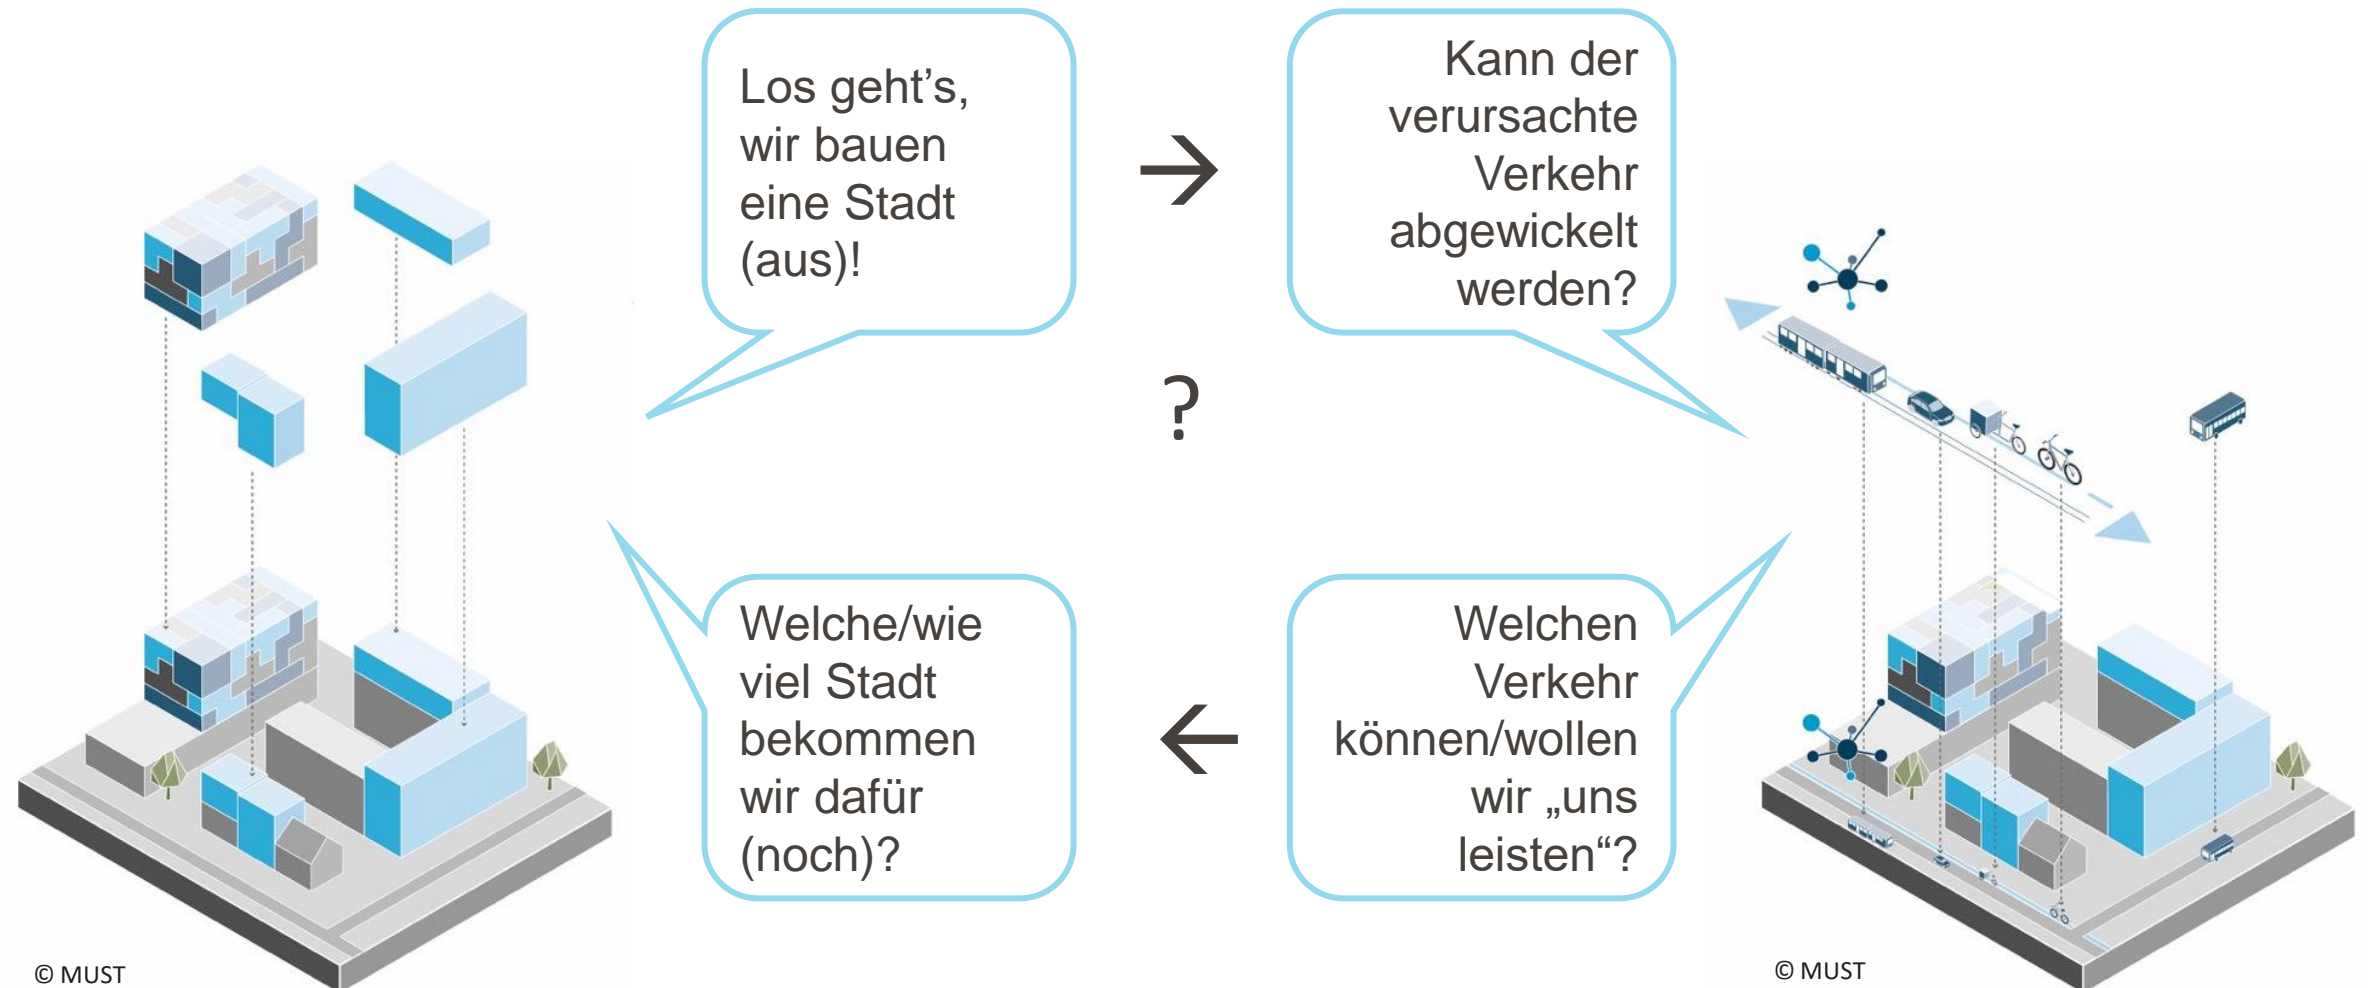 Los geht's,
wir bauen
eine Stadt
(aus)!
→
Kann der
verursachte
Verkehr
abgewickelt
werden?
?
Welche/wie
viel Stadt
bekommen
wir dafür
(noch)?
←
Welchen
Verkehr
können/wollen
wir „uns
leisten“?
© MUST
© MUST